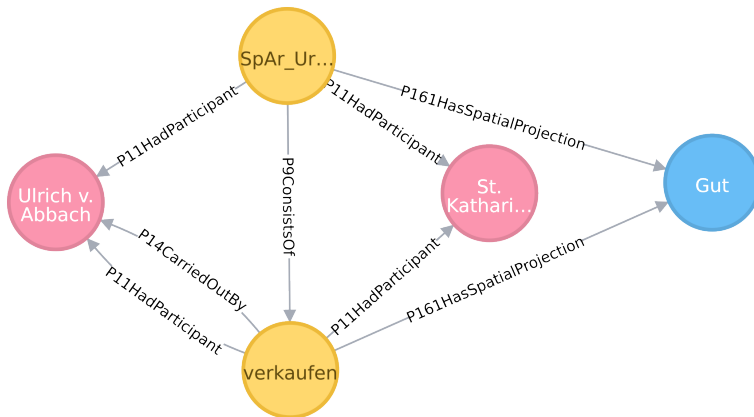 SpAr_Ur…
P11HadParticipant
P11HadParticipant
P161HasSpatialProjection
P9ConsistsOf
Ulrich v.
Abbach
St.
Kathari…
Gut
P14CarriedOutBy
P11HadParticipant
P11HadParticipant
P161HasSpatialProjection
verkaufen